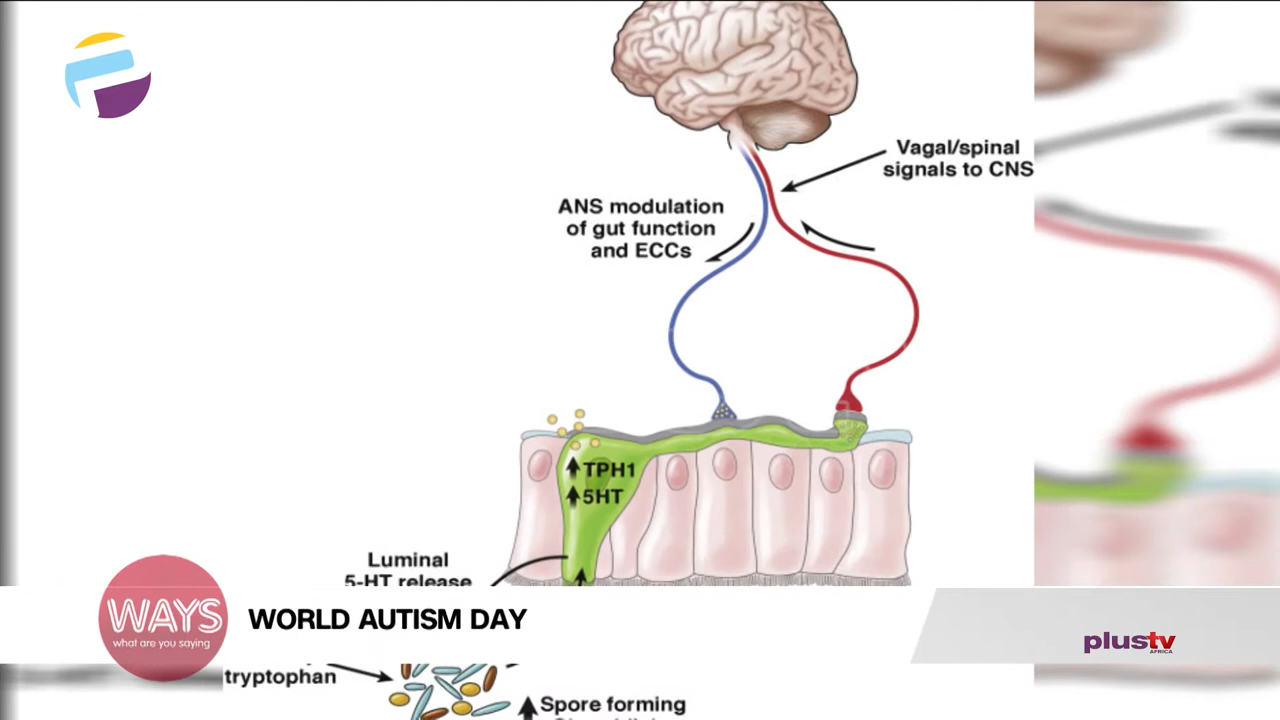 Vagal/spinal
signals to CNS
ANS modulation
of gut function
and ECCs
TPH1
5HT
Luminal
5-HT release
WAYS
what are you saying
WORLD AUTISM DAY
plustv
AFRICA
tryptophan
Spore forming